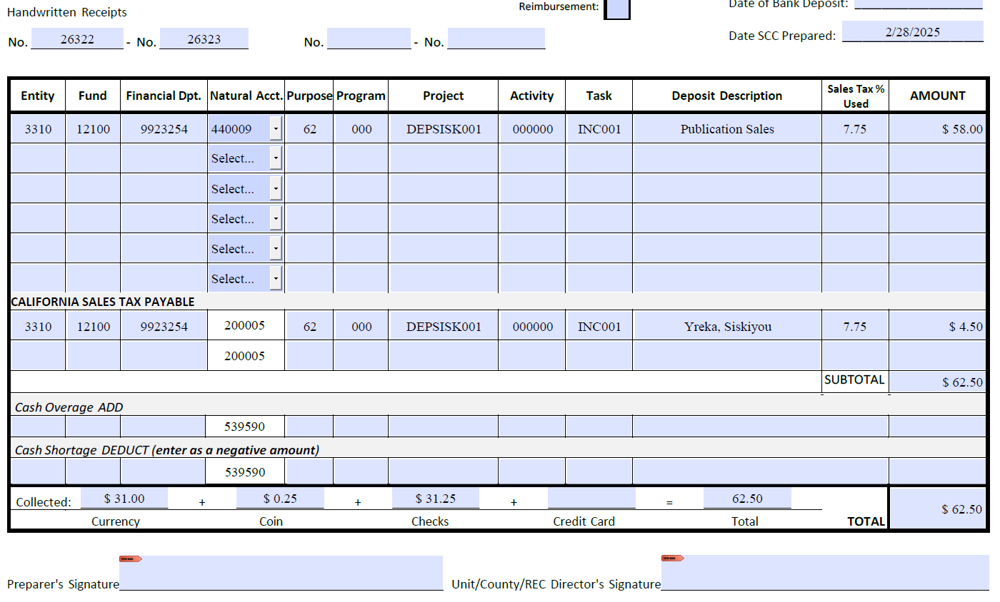 Handwritten Receipts
Reimbursement:
Date of Bank Deposit:
No. 26322 - No. 26323 No. - No.
Date SCC Prepared: 2/28/2025
Entity Fund Financial Dpt. Natural Acct. Purpose Program Project Activity Task Deposit Description Sales Tax % Used AMOUNT
3310 12100 9923254 440009 62 000 DEPSISK001 000000 INC001 Publication Sales 7.75 $ 58.00
Select...
Select...
Select...
Select...
Select...
CALIFORNIA SALES TAX PAYABLE
3310 12100 9923254 200005 62 000 DEPSISK001 000000 INC001 Yreka, Siskiyou 7.75 $ 4.50
200005
SUBTOTAL $ 62.50
Cash Overage ADD
539590
Cash Shortage DEDUCT (enter as a negative amount)
539590
Collected: $ 31.00 + $ 0.25 + $ 31.25 + = 62.50 $ 62.50
Currency Coin Checks Credit Card Total TOTAL
Preparer's Signature Unit/County/REC Director's Signature